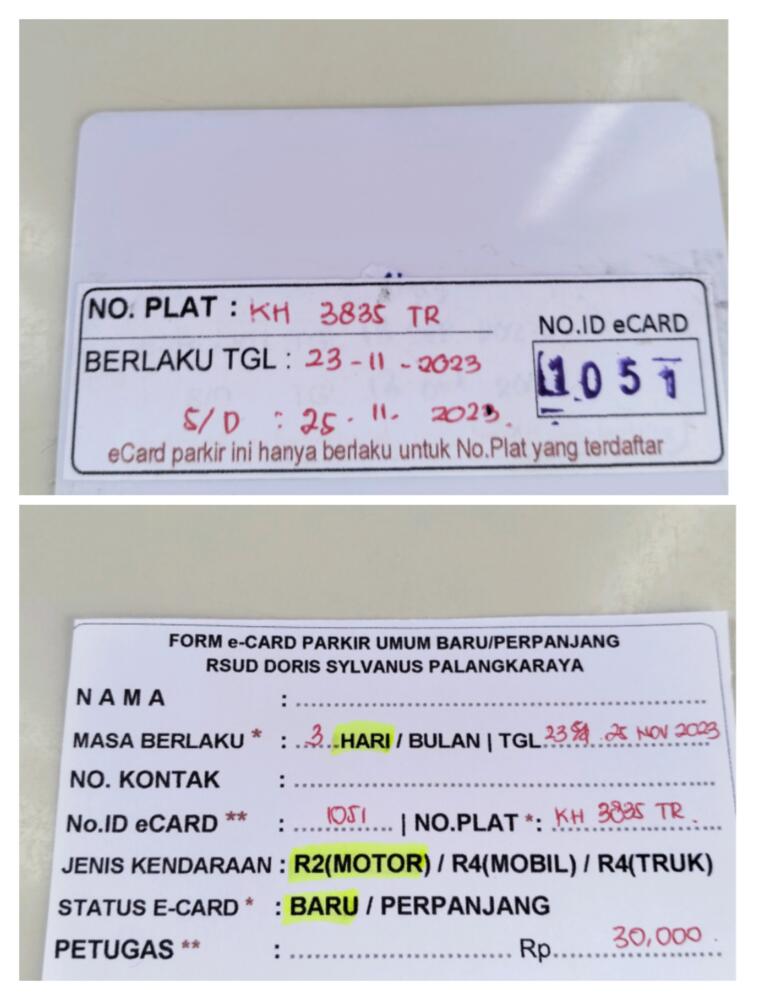 NO. PLAT : KH 3835 TR
NO.ID eCARD
BERLAKU TGL : 23-11-2023
1051
S/D : 25. 11. 2023.
eCard parkir ini hanya berlaku untuk No.Plat yang terdaftar
FORM e-CARD PARKIR UMUM BARU/PERPANJANG
RSUD DORIS SYLVANUS PALANGKARAYA
NAMA : ..............................
MASA BERLAKU * : ...3...HARI / BULAN | TGL...23 25 NOV 2023
NO. KONTAK : ..............................
No.ID eCARD ** : ...1051... | NO.PLAT *: KH 3835 TR.
JENIS KENDARAAN : R2(MOTOR) / R4(MOBIL) / R4(TRUK)
STATUS E-CARD * : BARU / PERPANJANG
PETUGAS ** : .............................. Rp...30,000.